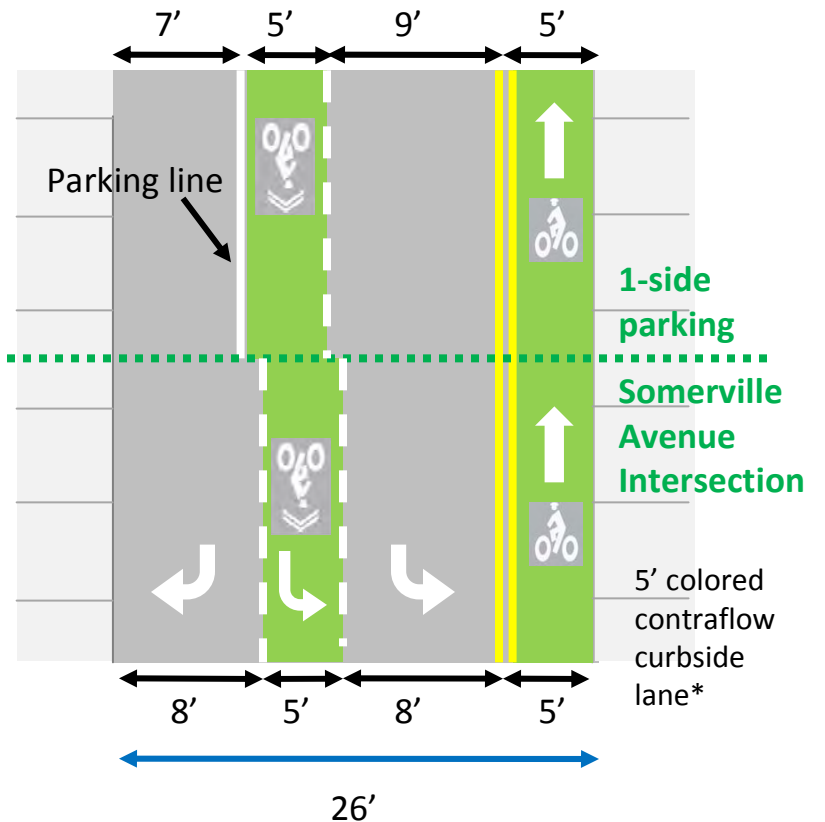 7’ 5’ 9’ 5’
Parking line
1-side
parking
Somerville
Avenue
Intersection
5’ colored
contraflow
curbside
lane*
8’ 5’ 8’ 5’
26’